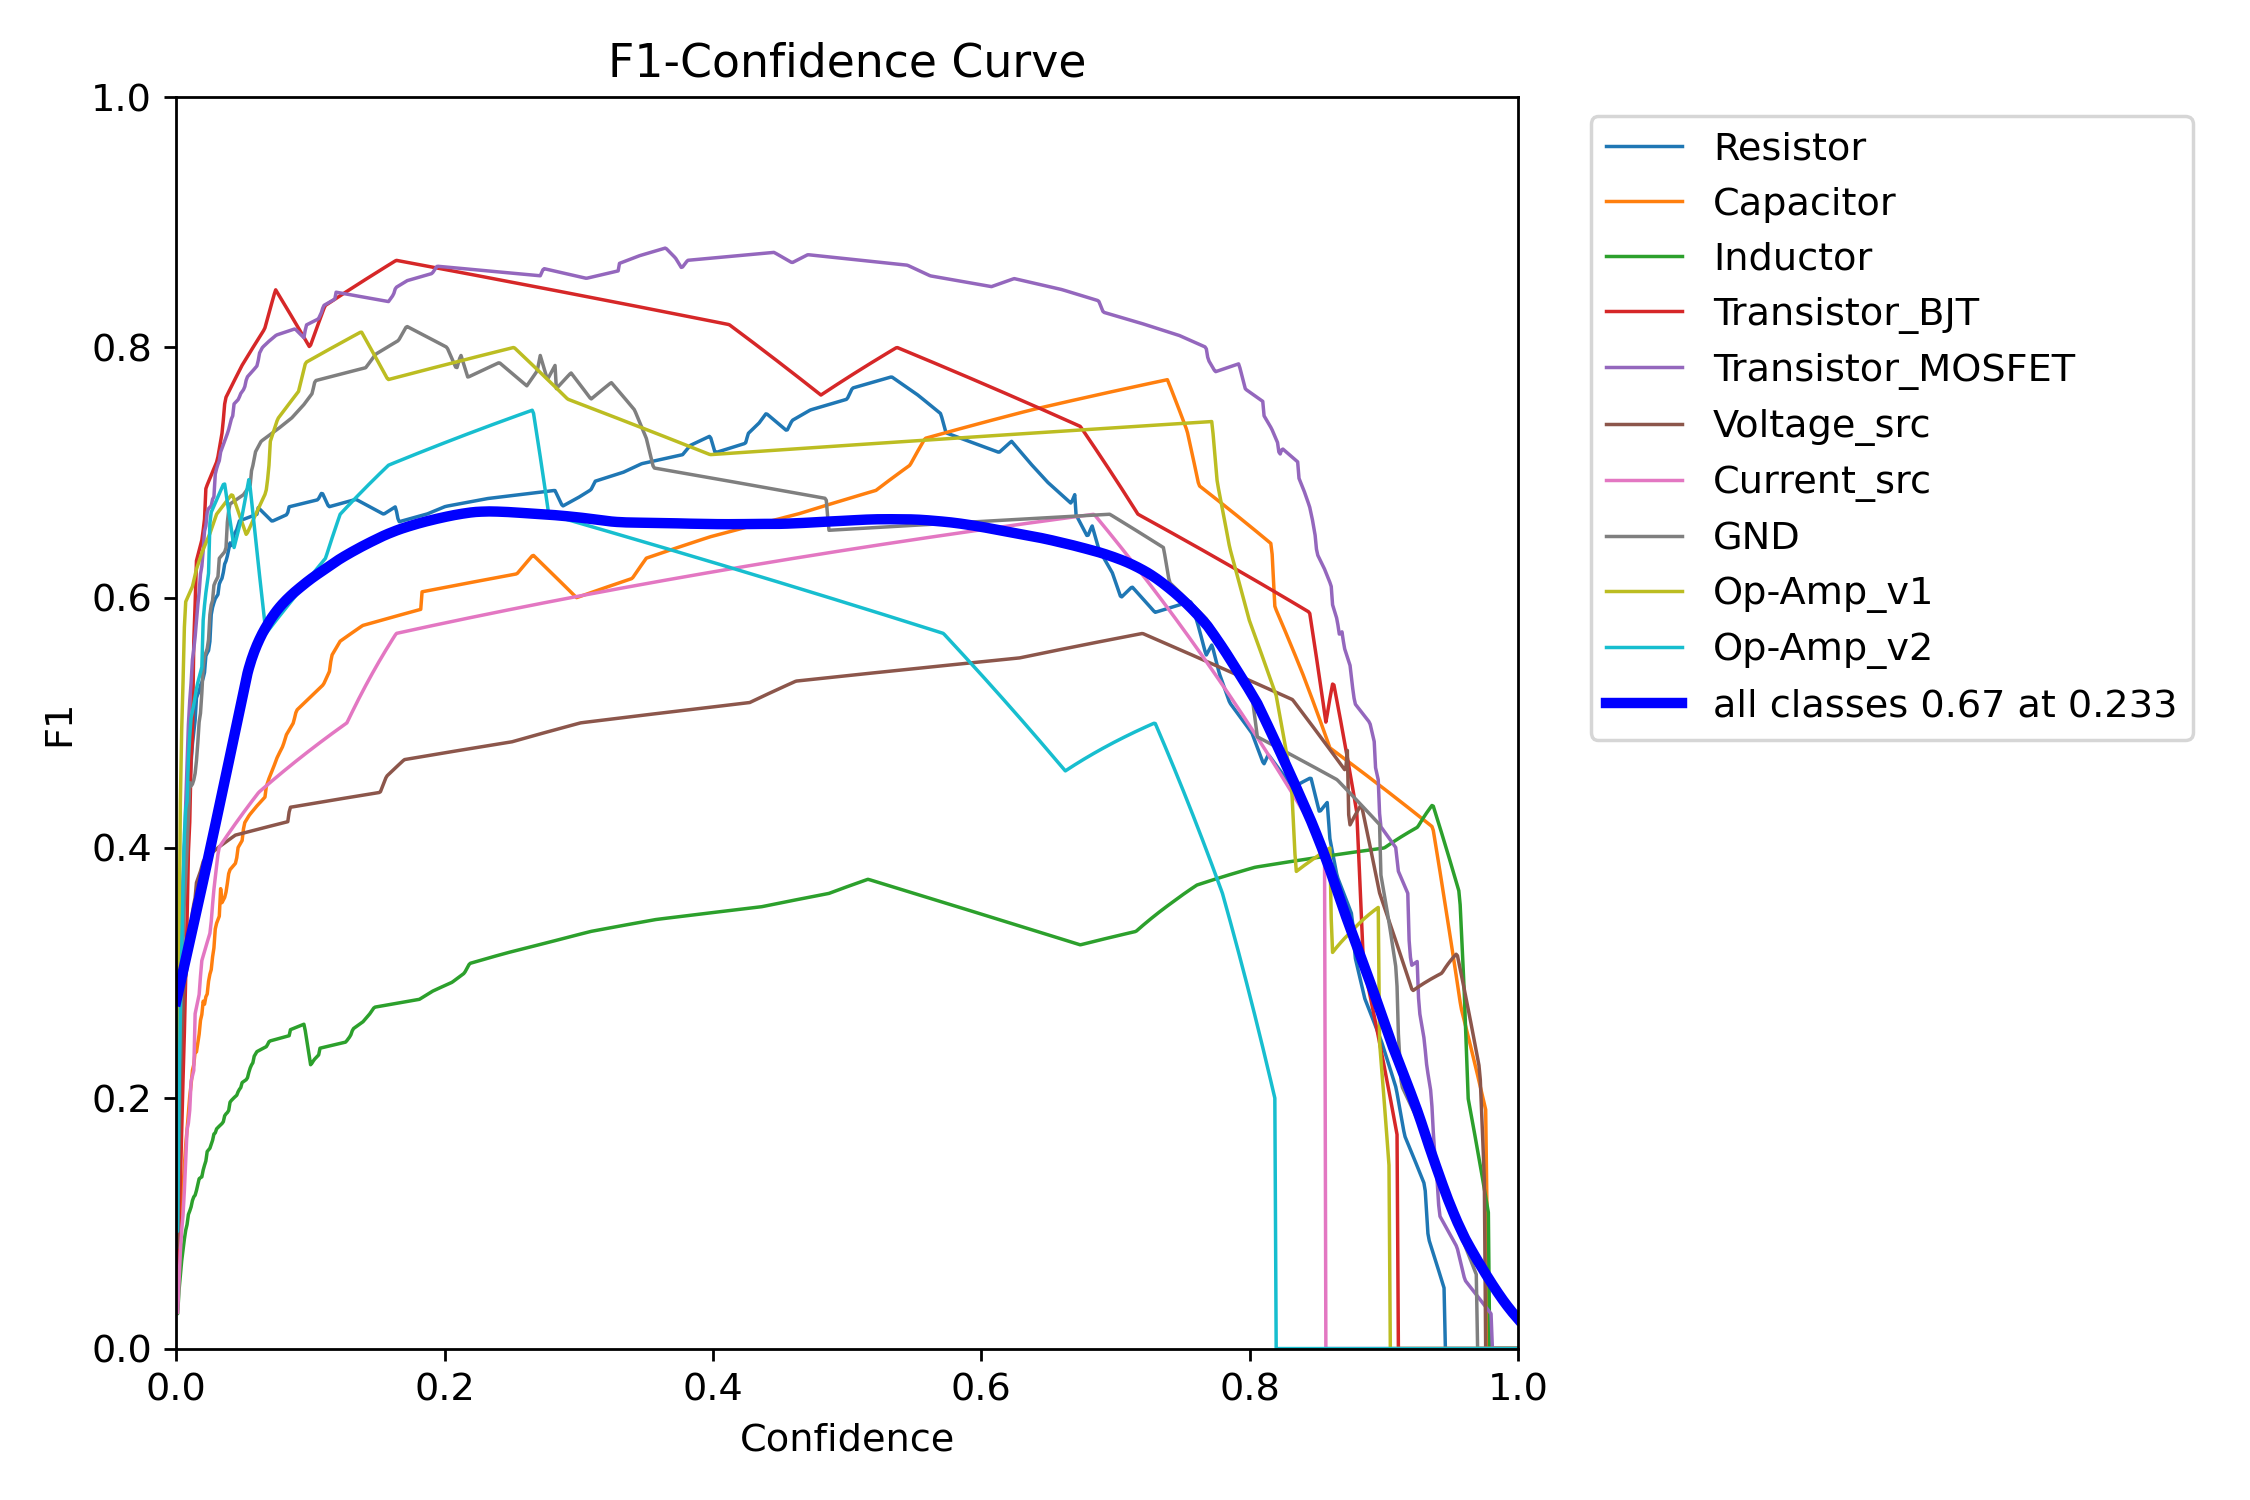 F1-Confidence Curve
1.0
0.8
0.6
0.4
0.2
0.0
F1
0.0 0.2 0.4 0.6 0.8 1.0
Confidence
Resistor
Capacitor
Inductor
Transistor_BJT
Transistor_MOSFET
Voltage_src
Current_src
GND
Op-Amp_v1
Op-Amp_v2
all classes 0.67 at 0.233